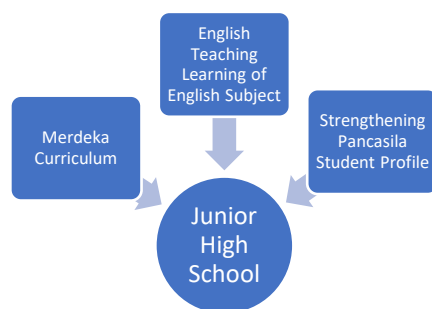 English
Teaching
Learning of
English Subject
Merdeka
Curriculum
Strengthening
Pancasila
Student Profile
Junior
High
School